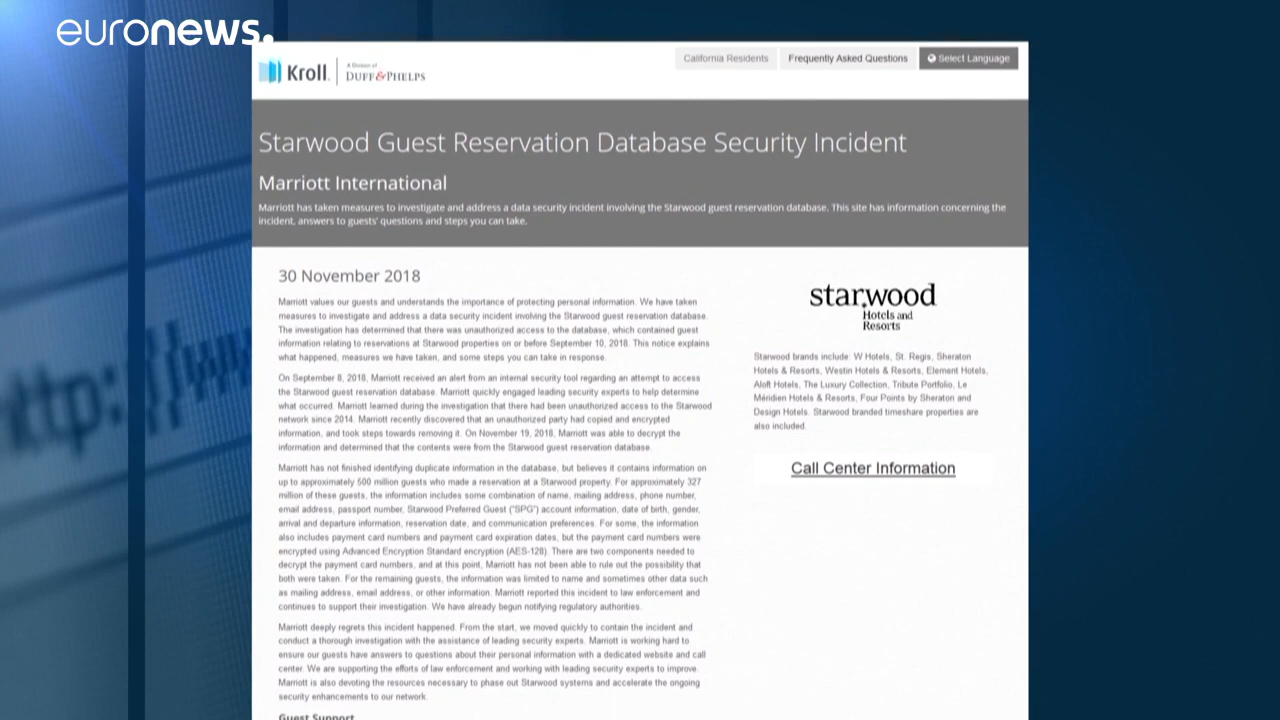 euronews.
Kroll.
A Division of
DUFF&PHELPS
California Residents
Frequently Asked Questions
Select Language
Starwood Guest Reservation Database Security Incident
Marriott International
Marriott has taken measures to investigate and address a data security incident involving the Starwood guest reservation database. This site has information concerning the
incident, answers to guests' questions and steps you can take.
30 November 2018
Marriott values our guests and understands the importance of protecting personal information. We have taken
measures to investigate and address a data security incident involving the Starwood guest reservation database.
The investigation has determined that there was unauthorized access to the database, which contained guest
information relating to reservations at Starwood properties on or before September 10, 2018. This notice explains
what happened, measures we have taken, and some steps you can take in response.
On September 8, 2018, Marriott received an alert from an internal security tool regarding an attempt to access
the Starwood guest reservation database. Marriott quickly engaged leading security experts to help determine
what occurred. Marriott learned during the investigation that there had been unauthorized access to the Starwood
network since 2014. Marriott recently discovered that an unauthorized party had copied and encrypted
information, and took steps towards removing it. On November 19, 2018, Marriott was able to decrypt the
information and determined that the contents were from the Starwood guest reservation database.
Marriott has not finished identifying duplicate information in the database, but believes it contains information on
up to approximately 500 million guests who made a reservation at a Starwood property. For approximately 327
million of these guests, the information includes some combination of name, mailing address, phone number,
email address, passport number, Starwood Preferred Guest ("SPG") account information, date of birth, gender,
arrival and departure information, reservation date, and communication preferences. For some, the information
also includes payment card numbers and payment card expiration dates, but the payment card numbers were
encrypted using Advanced Encryption Standard encryption (AES-128). There are two components needed to
decrypt the payment card numbers, and at this point, Marriott has not been able to rule out the possibility that
both were taken. For the remaining guests, the information was limited to name and sometimes other data such
as mailing address, email address, or other information. Marriott reported this incident to law enforcement and
continues to support their investigation. We have already begun notifying regulatory authorities.
Marriott deeply regrets this incident happened. From the start, we moved quickly to contain the incident and
conduct a thorough investigation with the assistance of leading security experts. Marriott is working hard to
ensure our guests have answers to questions about their personal information with a dedicated website and call
center. We are supporting the efforts of law enforcement and working with leading security experts to improve.
Marriott is also devoting the resources necessary to phase out Starwood systems and accelerate the ongoing
security enhancements to our network.
Guest Support
starwood
Hotels and
Resorts
Starwood brands include: W Hotels, St. Regis, Sheraton
Hotels & Resorts, Westin Hotels & Resorts, Element Hotels,
Aloft Hotels, The Luxury Collection, Tribute Portfolio, Le
Méridien Hotels & Resorts, Four Points by Sheraton and
Design Hotels. Starwood branded timeshare properties are
also included.
Call Center Information